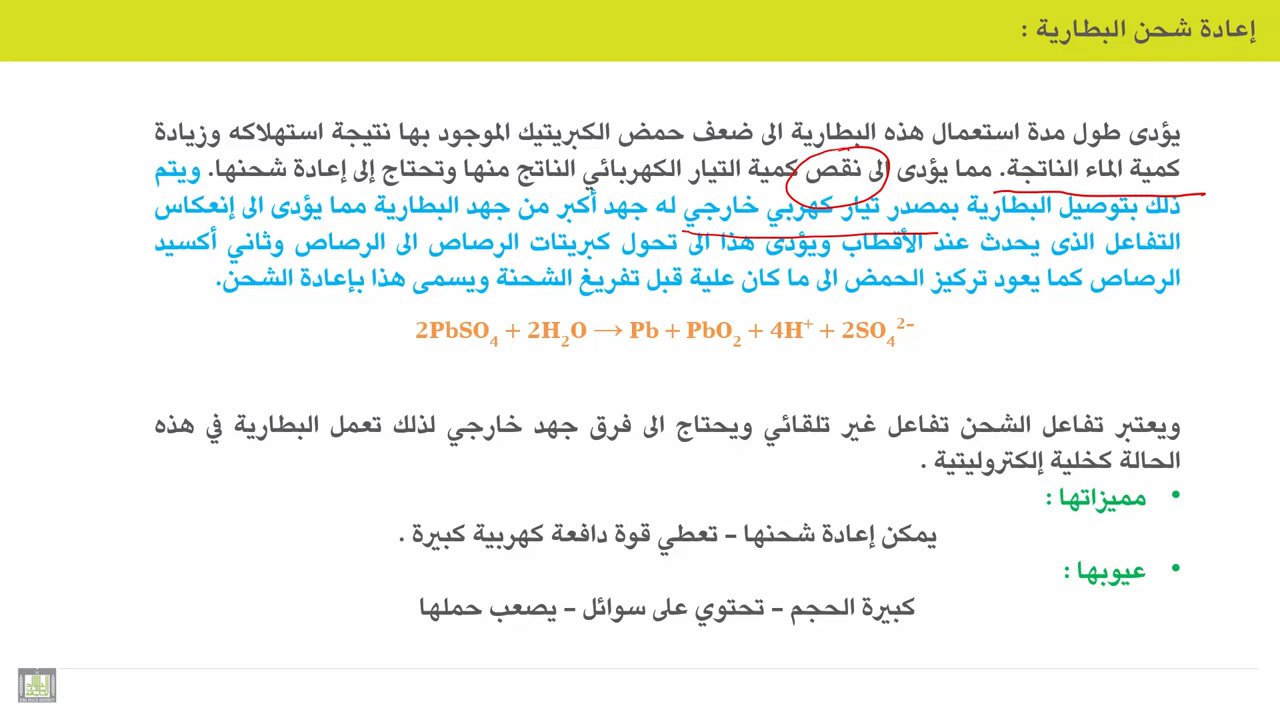 إعادة شحن البطارية :
يؤدى طول مدة استعمال هذه البطارية الى ضعف حمض الكبريتيك الموجود بها نتيجة استهلاكه وزيادة
كمية الماء الناتجة. مما يؤدى الى نقص كمية التيار الكهربائي الناتج منها وتحتاج إلى إعادة شحنها. ويتم
ذلك بتوصيل البطارية بمصدر تيار كهربي خارجي له جهد أكبر من جهد البطارية مما يؤدى الى إنعكاس
التفاعل الذى يحدث عند الأقطاب ويؤدى هذا الى تحول كبريتات الرصاص الى الرصاص وثاني أكسيد
الرصاص كما يعود تركيز الحمض الى ما كان علية قبل تفريغ الشحنة ويسمى هذا بإعادة الشحن.
2PbSO₄ + 2H₂O ⟶ Pb + PbO₂ + 4H⁺ + 2SO₄²⁻
ويعتبر تفاعل الشحن تفاعل غير تلقائي ويحتاج الى فرق جهد خارجي لذلك تعمل البطارية في هذه
الحالة كخلية إلكتروليتية .
• مميزاتها :
يمكن إعادة شحنها – تعطي قوة دافعة كهربية كبيرة .
• عيوبها :
كبيرة الحجم – تحتوي على سوائل – يصعب حملها